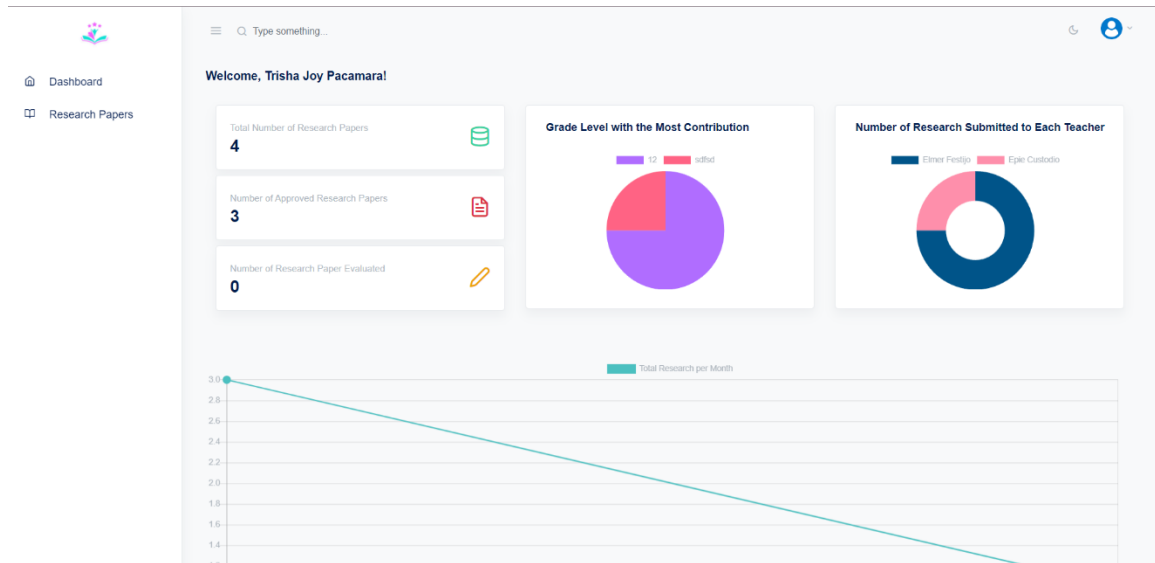 Type something...
Dashboard
Research Papers
Welcome, Trisha Joy Pacamara!
Total Number of Research Papers
4
Number of Approved Research Papers
3
Number of Research Paper Evaluated
0
Grade Level with the Most Contribution
12 sdfsd
Number of Research Submitted to Each Teacher
Elmer Festijo Epie Custodio
Total Research per Month
3.0
2.8
2.6
2.4
2.2
2.0
1.8
1.6
1.4